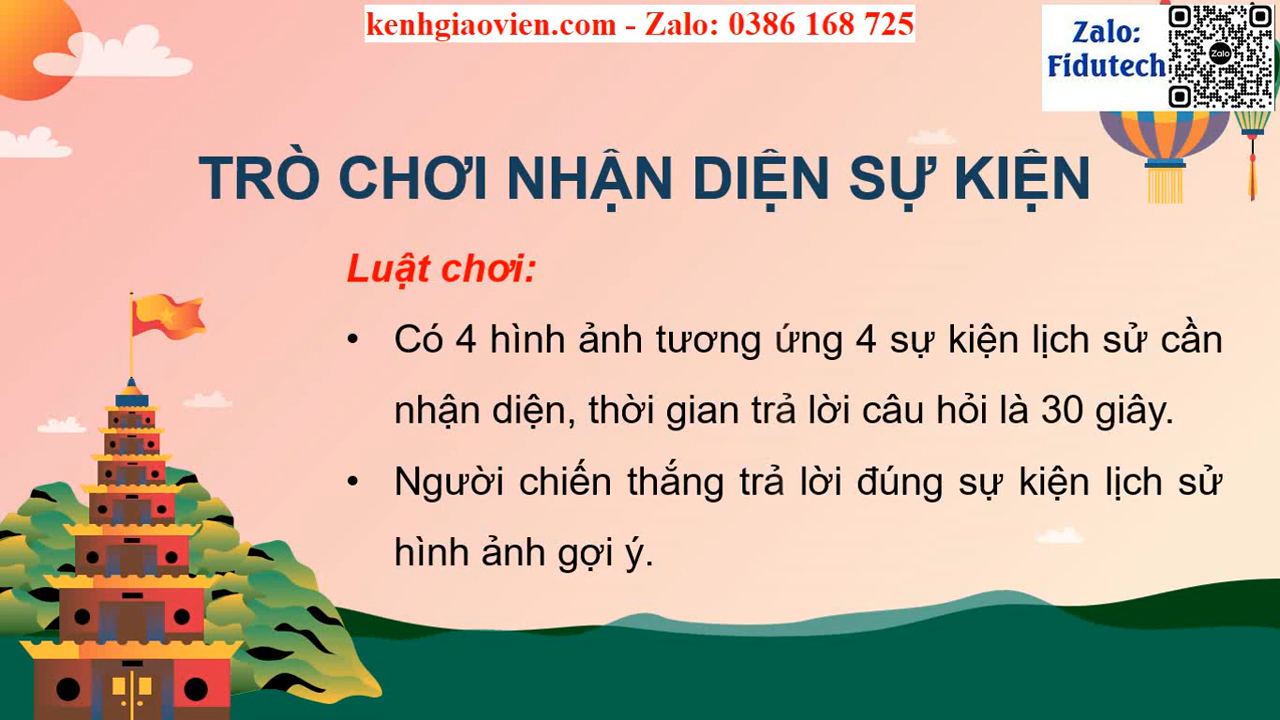 kenhgiaovien.com - Zalo: 0386 168 725
Zalo:
Fidutech
Zalo
TRÒ CHƠI NHẬN DIỆN SỰ KIỆN
Luật chơi:
• Có 4 hình ảnh tương ứng 4 sự kiện lịch sử cần
nhận diện, thời gian trả lời câu hỏi là 30 giây.
• Người chiến thắng trả lời đúng sự kiện lịch sử
hình ảnh gợi ý.